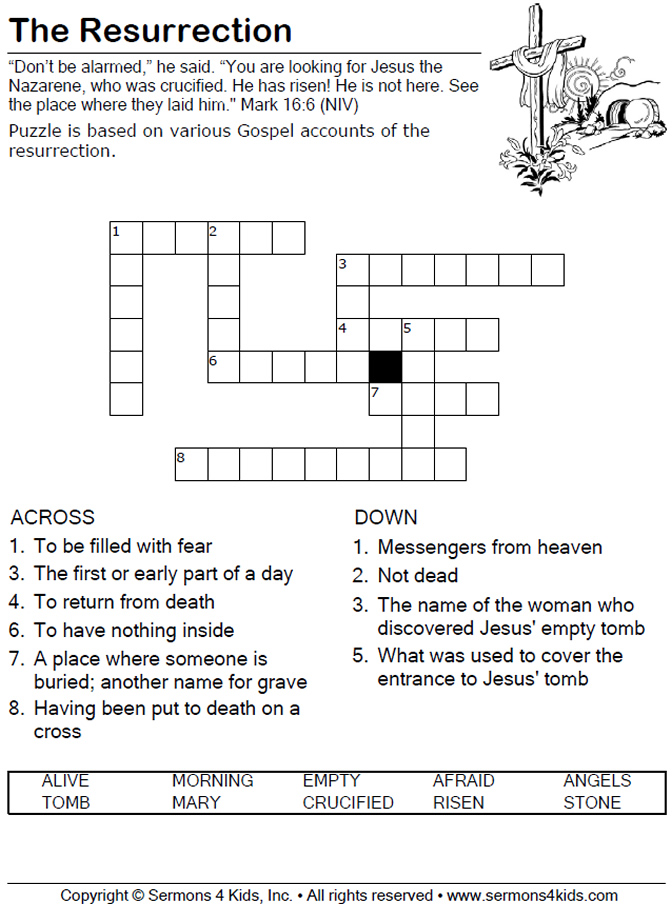 The Resurrection
“Don’t be alarmed,” he said. “You are looking for Jesus the
Nazarene, who was crucified. He has risen! He is not here. See
the place where they laid him." Mark 16:6 (NIV)
Puzzle is based on various Gospel accounts of the
resurrection.
1 2
3
4 5
6
7
8
ACROSS
1. To be filled with fear
3. The first or early part of a day
4. To return from death
6. To have nothing inside
7. A place where someone is
buried; another name for grave
8. Having been put to death on a
cross
DOWN
1. Messengers from heaven
2. Not dead
3. The name of the woman who
discovered Jesus' empty tomb
5. What was used to cover the
entrance to Jesus' tomb
ALIVE MORNING EMPTY AFRAID ANGELS
TOMB MARY CRUCIFIED RISEN STONE
Copyright © Sermons 4 Kids, Inc. • All rights reserved • www.sermons4kids.com